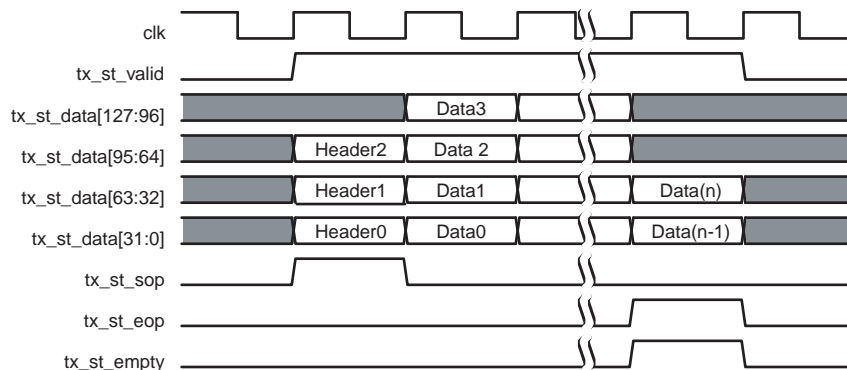 clk
tx_st_valid
tx_st_data[127:96] Data3
tx_st_data[95:64] Header2 Data 2
tx_st_data[63:32] Header1 Data1 Data(n)
tx_st_data[31:0] Header0 Data0 Data(n-1)
tx_st_sop
tx_st_eop
tx_st_empty